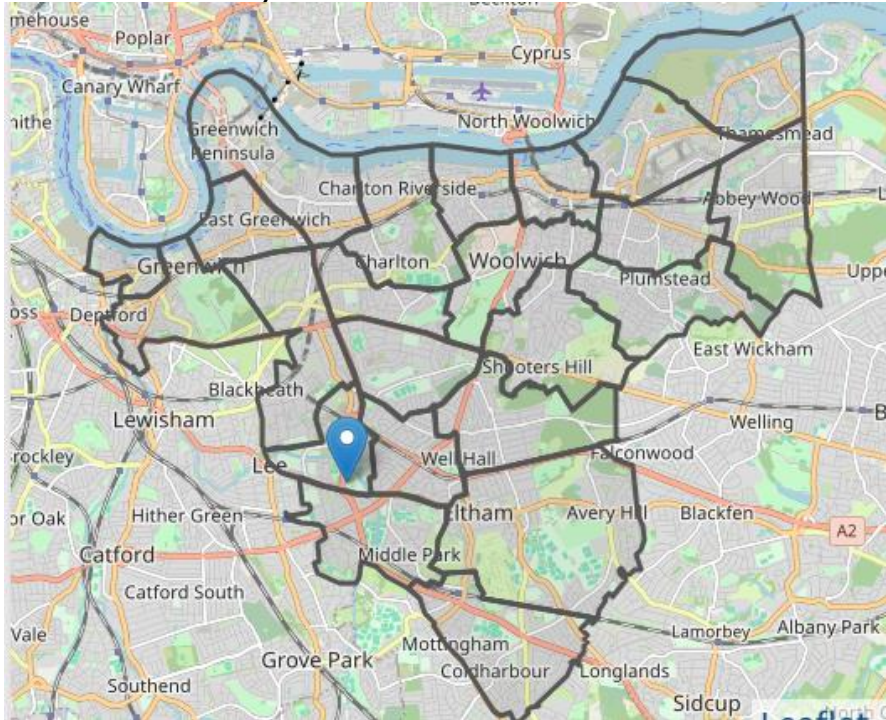 Poplar
Canary Wharf
Cyprus
North Woolwich
Greenwich
Peninsula
Thamesmead
Charlton Riverside
Abbey Wood
East Greenwich
Greenwich
Charlton
Woolwich
Plumstead
Deptford
East Wickham
Shooters Hill
Blackheath
Lewisham
Welling
Lee
Well Hall
Falconwood
Hither Green
Eltham
Avery Hill
Blackfen
A2
Catford
Middle Park
Catford South
Vale
Lamorbey
Albany Park
Mottingham
Grove Park
Coldharbour
Longlands
Southend
Sidcup